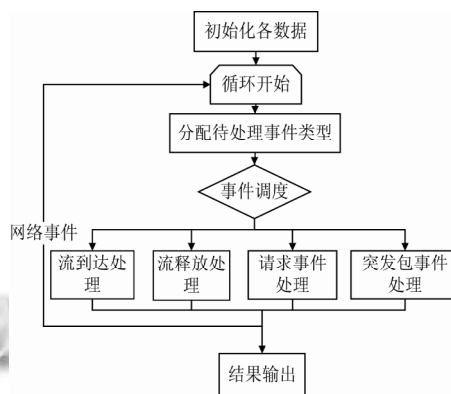 初始化各数据
循环开始
分配待处理事件类型
事件调度
网络事件
流到达处
理
流释放处
理
请求事件
处理
突发包事件
处理
结果输出